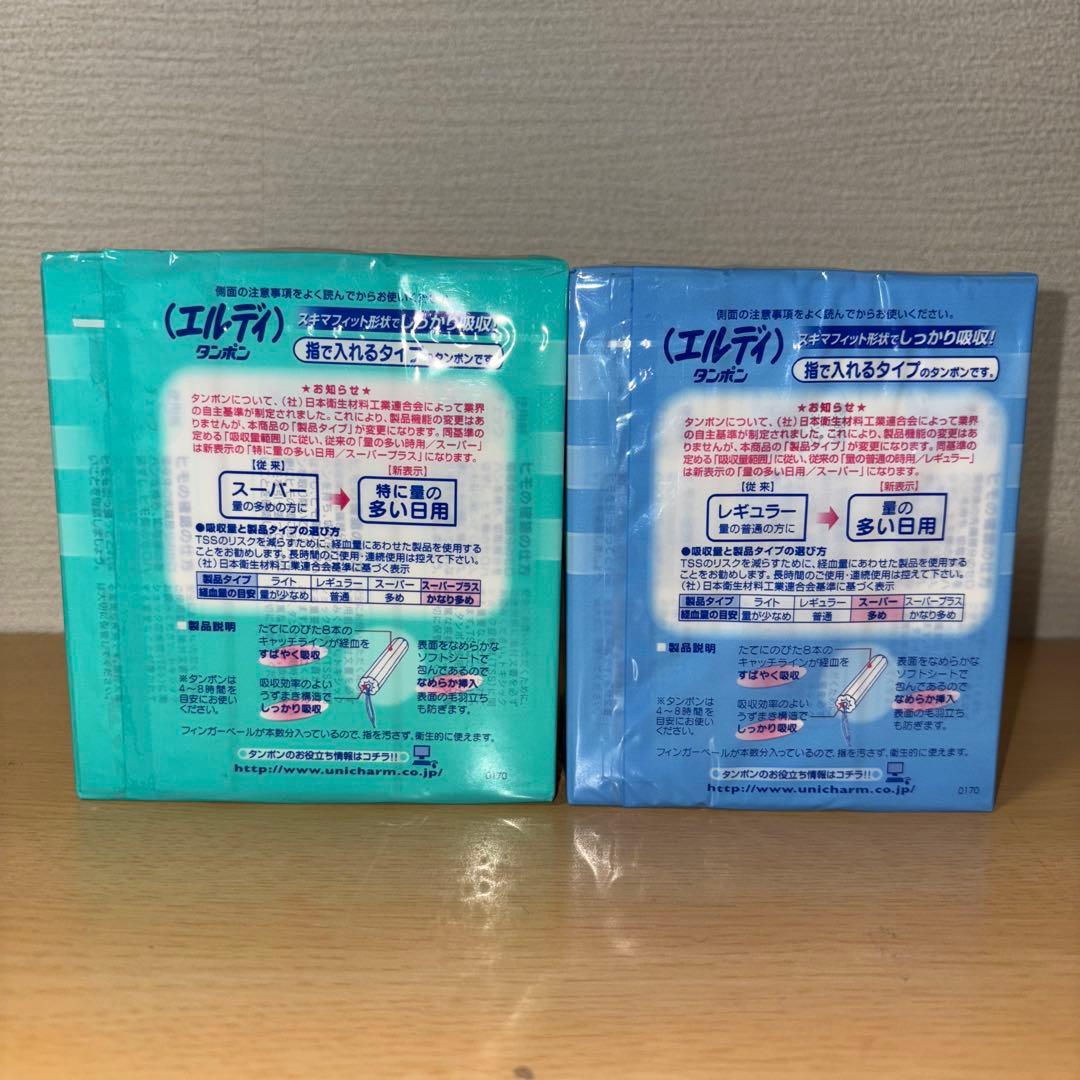 側面の注意事項をよく読んでからお使いく
(エルディ)
タンポン
スキマフィット形状でしっかり吸収!
指で入れるタイプのタンポンです。
★お知らせ★
タンポンについて、(社)日本衛生材料工業連合会によって業界
の自主基準が制定されました。これにより、製品機能の変更はあ
りませんが、本商品の「製品タイプ」が変更になります。同基準の
定める「吸収量範囲」に従い、従来の「量の多い時用/スーパー」
は新表示の「特に量の多い日用/スーパープラス」になります。
【従来】
【新表示】
スーパー
量の多めの方に
特に量の
多い日用
●吸収量と製品タイプの選び方
TSSのリスクを減らすために、経血量にあわせた製品を使用する
ことをお勧めします。長時間のご使用・連続使用は控えて下さい。
(社)日本衛生材料工業連合会基準に基づく表示
製品タイプ ライト レギュラー スーパー スーパープラス
経血量の目安 量が少なめ 普通 多め かなり多め
■製品説明
たてにのびた8本の
キャッチラインが経血を
すばやく吸収
吸収効率のよい
うずまき構造で
しっかり吸収
表面をなめらかな
ソフトシートで
包んであるので
なめらか挿入
表面の毛羽立ち
も防ぎます。
※タンポンは
4〜8時間を
目安にお使い
ください。
フィンガーベールが本数分入っているので、指を汚さず、衛生的に使えます。
タンポンのお役立ち情報はコチラ!!
http://www.unicharm.co.jp/
0170
側面の注意事項をよく読んでからお使いください。
(エルディ)
タンポン
スキマフィット形状でしっかり吸収!
指で入れるタイプのタンポンです。
★お知らせ★
タンポンについて、(社)日本衛生材料工業連合会によって業界
の自主基準が制定されました。これにより、製品機能の変更はあ
りませんが、本商品の「製品タイプ」が変更になります。同基準の
定める「吸収量範囲」に従い、従来の「量の普通の時用/レギュラー」
は新表示の「量の多い日用/スーパー」になります。
【従来】
【新表示】
レギュラー
量の普通の方に
量の
多い日用
●吸収量と製品タイプの選び方
TSSのリスクを減らすために、経血量にあわせた製品を使用する
ことをお勧めします。長時間のご使用・連続使用は控えて下さい。
(社)日本衛生材料工業連合会基準に基づく表示
製品タイプ ライト レギュラー スーパー スーパープラス
経血量の目安 量が少なめ 普通 多め かなり多め
■製品説明
たてにのびた8本の
キャッチラインが経血を
すばやく吸収
吸収効率のよい
うずまき構造で
しっかり吸収
表面をなめらかな
ソフトシートで
包んであるので
なめらか挿入
表面の毛羽立ち
も防ぎます。
※タンポンは
4〜8時間を
目安にお使い
ください。
フィンガーベールが本数分入っているので、指を汚さず、衛生的に使えます。
タンポンのお役立ち情報はコチラ!!
http://www.unicharm.co.jp/
0170